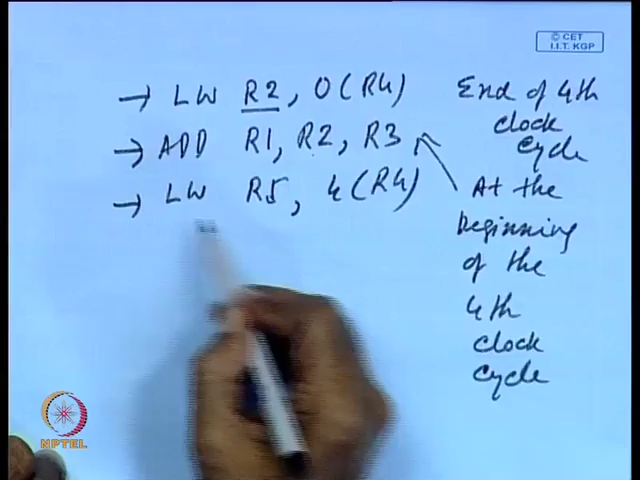 © CET
I.I.T. KGP
→ LW R2, 0(R4)
→ ADD R1, R2, R3
→ LW R5, 4(R4)
End of 4th
clock
cycle
At the
beginning
of the
4th
clock
cycle
NPTEL